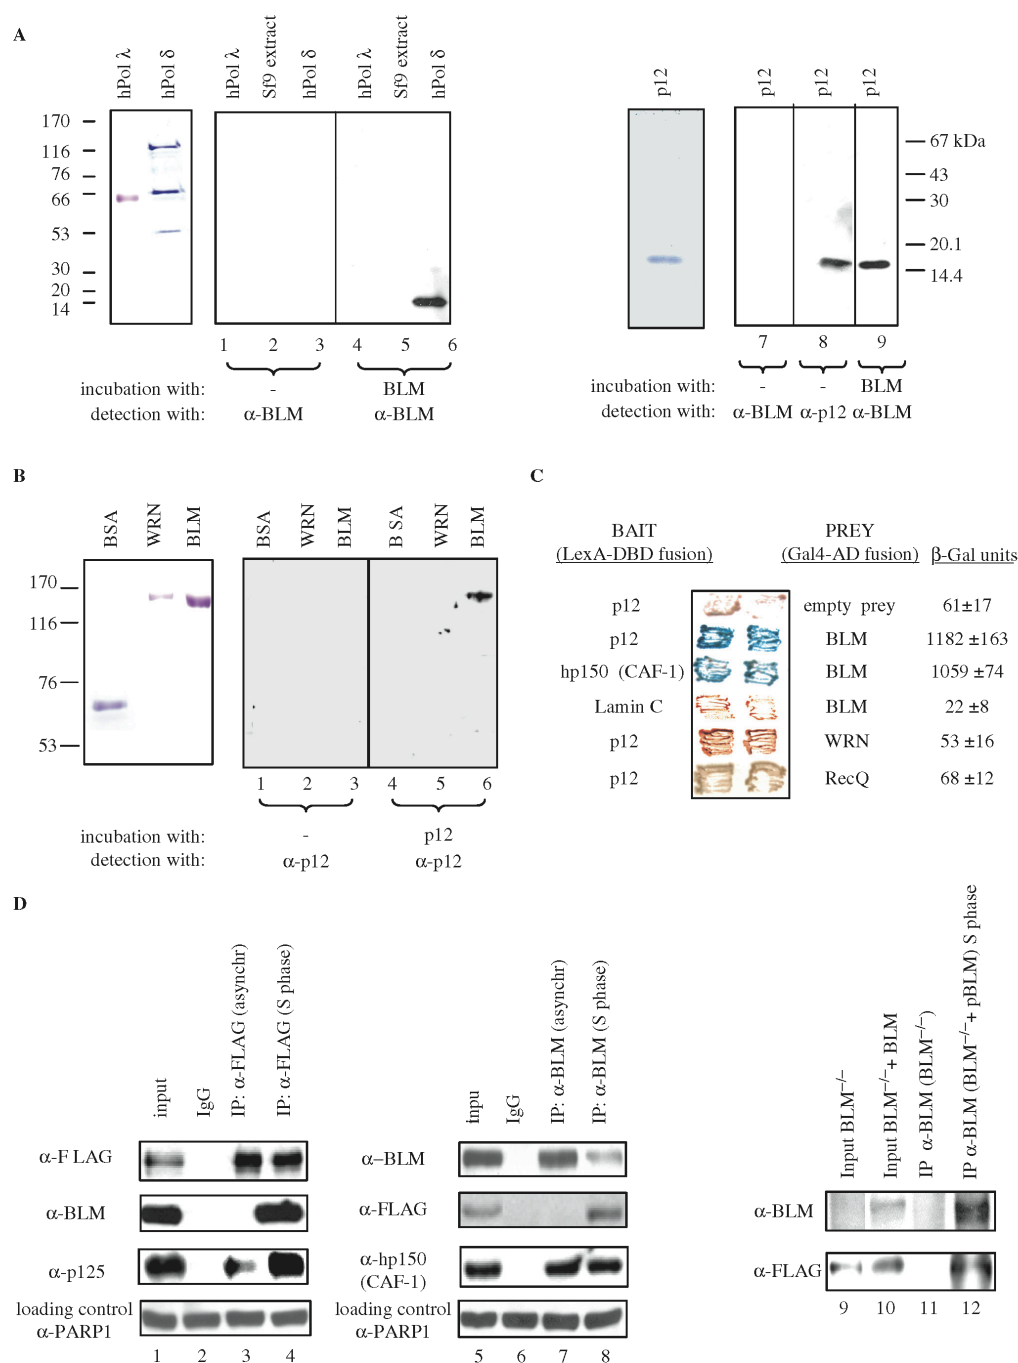 A
hPol λ
hPol δ
hPol λ
Sf9 extract
hPol δ
hPol λ
Sf9 extract
hPol δ
170
116
76
66
53
30
20
14
1 2 3 4 5 6
incubation with: - BLM
detection with: α-BLM α-BLM
p12
p12
p12
p12
67 kDa
43
30
20.1
14.4
7 8 9
incubation with: - - BLM
detection with: α-BLM α-p12 α-BLM
B
BSA
WRN
BLM
BSA
WRN
BLM
B SA
WRN
BLM
170
116
76
53
1 2 3 4 5 6
incubation with: - p12
detection with: α-p12 α-p12
C
BAIT PREY
(LexA-DBD fusion) (Gal4-AD fusion) β-Gal units
p12 empty prey 61±17
p12 BLM 1182 ±163
hp150 (CAF-1) BLM 1059 ±74
Lamin C BLM 22 ±8
p12 WRN 53 ±16
p12 RecQ 68 ±12
D
input
IgG
IP: α-FLAG (asynchr)
IP: α-FLAG (S phase)
α-F LAG
α-BLM
α-p125
loading control
α-PARP1
1 2 3 4
inpu
IgG
IP: α-BLM (asynchr)
IP: α-BLM (S phase)
α–BLM
α-FLAG
α-hp150
(CAF-1)
loading control
α-PARP1
5 6 7 8
Input BLM−/−
Input BLM−/−+ BLM
IP α-BLM (BLM−/−)
IP α-BLM (BLM−/−+ pBLM) S phase
α-BLM
α-FLAG
9 10 11 12